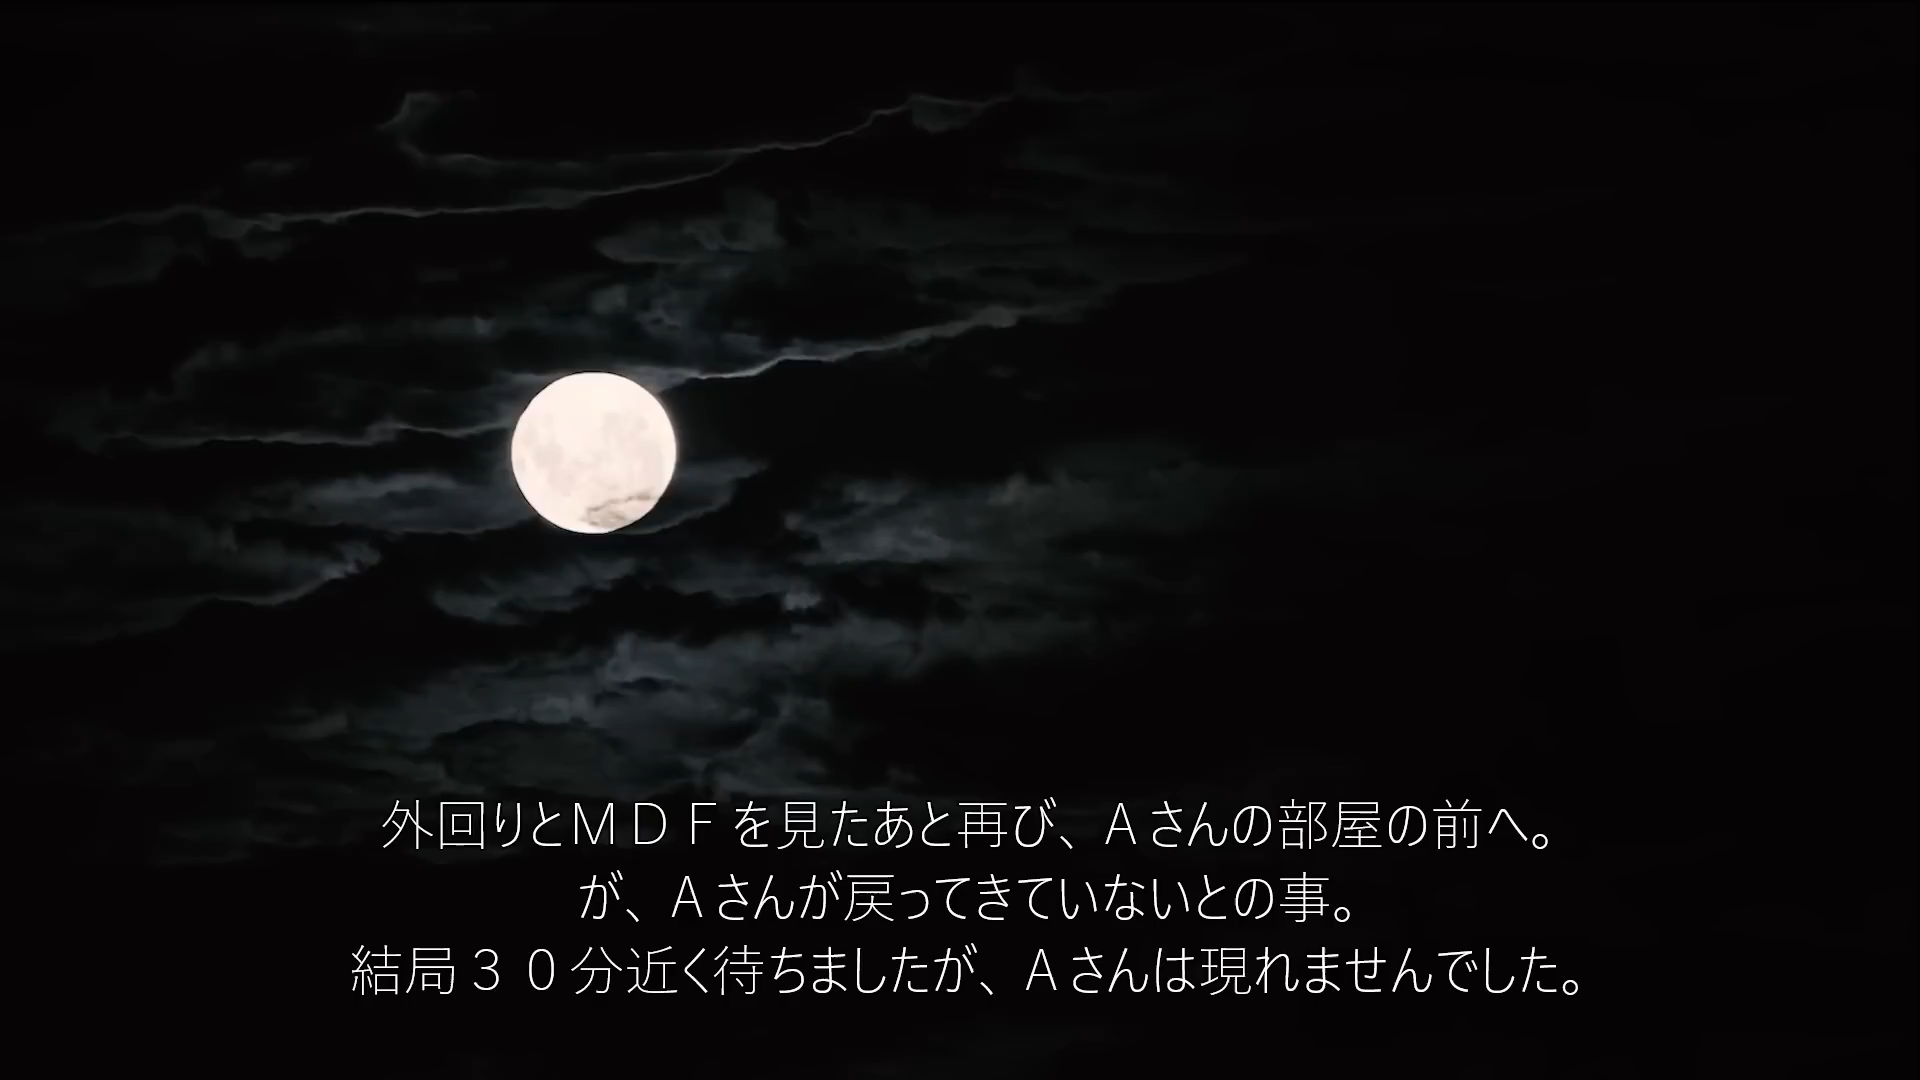 外回りとＭＤＦを見たあと再び、Ａさんの部屋の前へ。
が、Ａさんが戻ってきていないとの事。
結局３０分近く待ちましたが、Ａさんは現れませんでした。